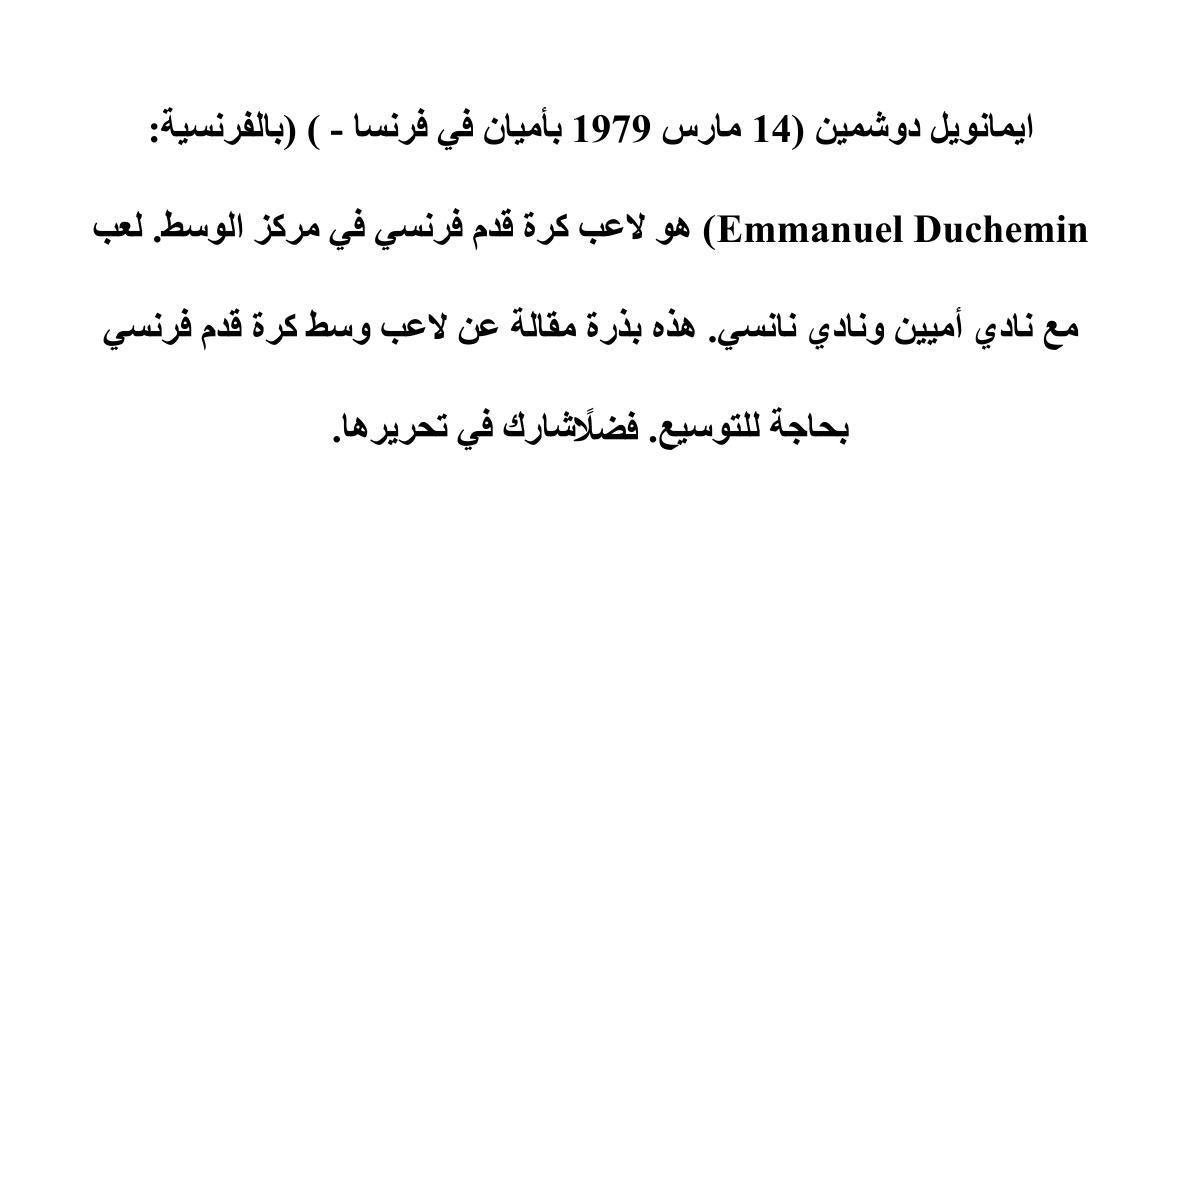 ايمانويل دوشمين (14 مارس 1979 بأميان في فرنسا - ) (بالفرنسية:
Emmanuel Duchemin) هو لاعب كرة قدم فرنسي في مركز الوسط. لعب
مع نادي أميين ونادي نانسي. هذه بذرة مقالة عن لاعب وسط كرة قدم فرنسي
بحاجة للتوسيع. فضلًاشارك في تحريرها.